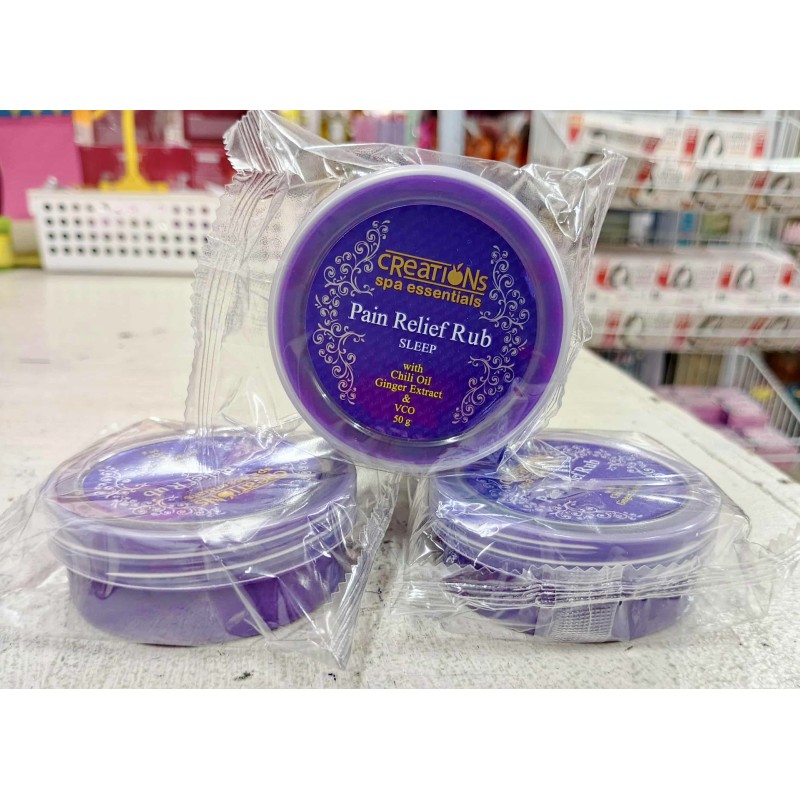 CREATIONS
spa essentials
Pain Relief Rub
SLEEP
with
Chili Oil
Ginger Extract
&
VCO
50 g